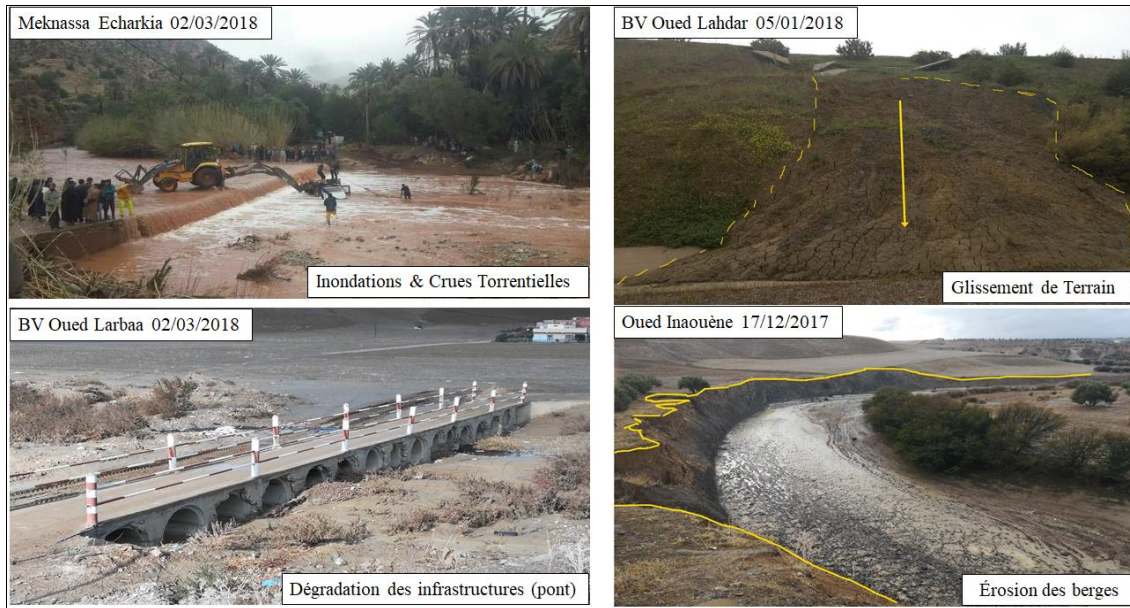 Meknassa Echarkia 02/03/2018
Inondations & Crues Torrentielles
BV Oued Lahdar 05/01/2018
Glissement de Terrain
BV Oued Larbaa 02/03/2018
Dégradation des infrastructures (pont)
Oued Inaouène 17/12/2017
Érosion des berges